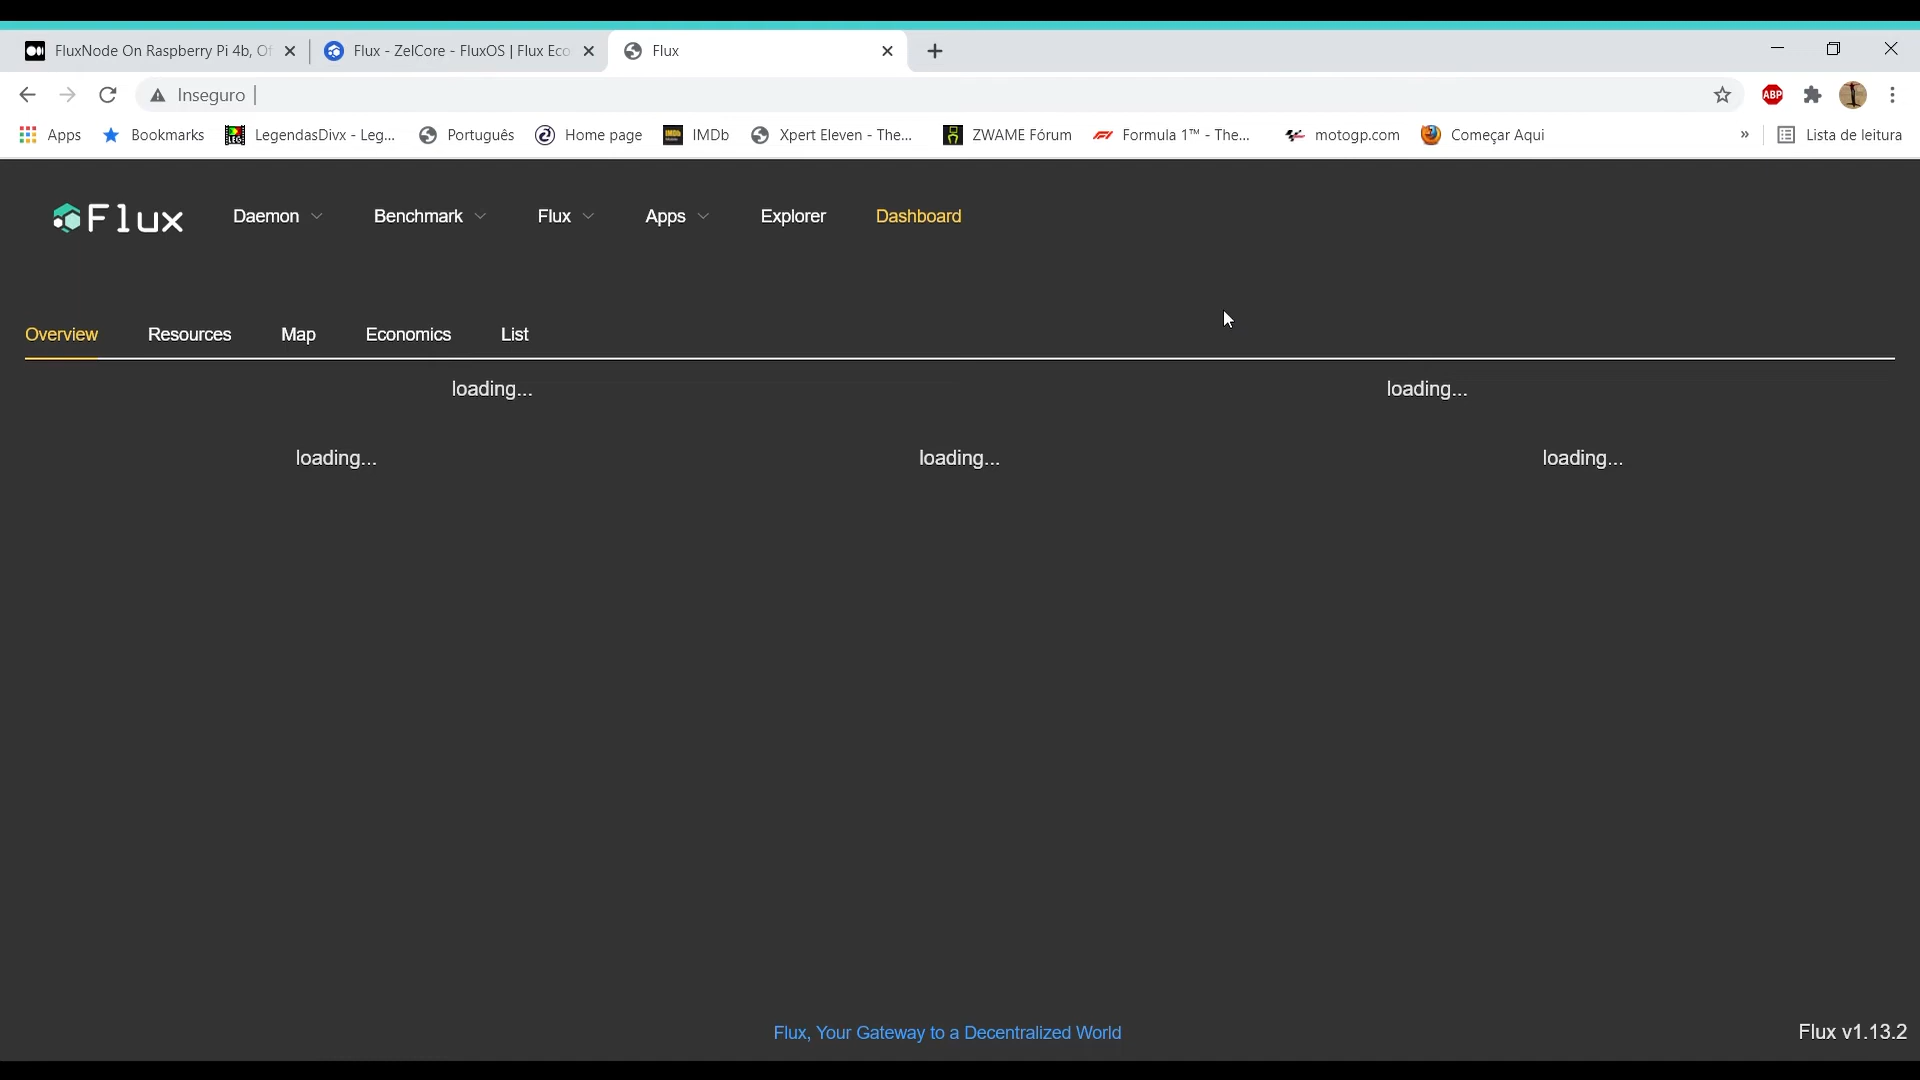 FluxNode On Raspberry Pi 4b, Of
Flux - ZelCore - FluxOS | Flux Eco
Flux
Inseguro
ABP
Apps
Bookmarks
LegendasDivx - Leg...
Português
Home page
IMDb
Xpert Eleven - The...
ZWAME Fórum
Formula 1™ - The...
motogp.com
Começar Aqui
»
Lista de leitura
Flux
Daemon
Benchmark
Flux
Apps
Explorer
Dashboard
Overview
Resources
Map
Economics
List
loading...
loading...
loading...
loading...
loading...
Flux, Your Gateway to a Decentralized World
Flux v1.13.2